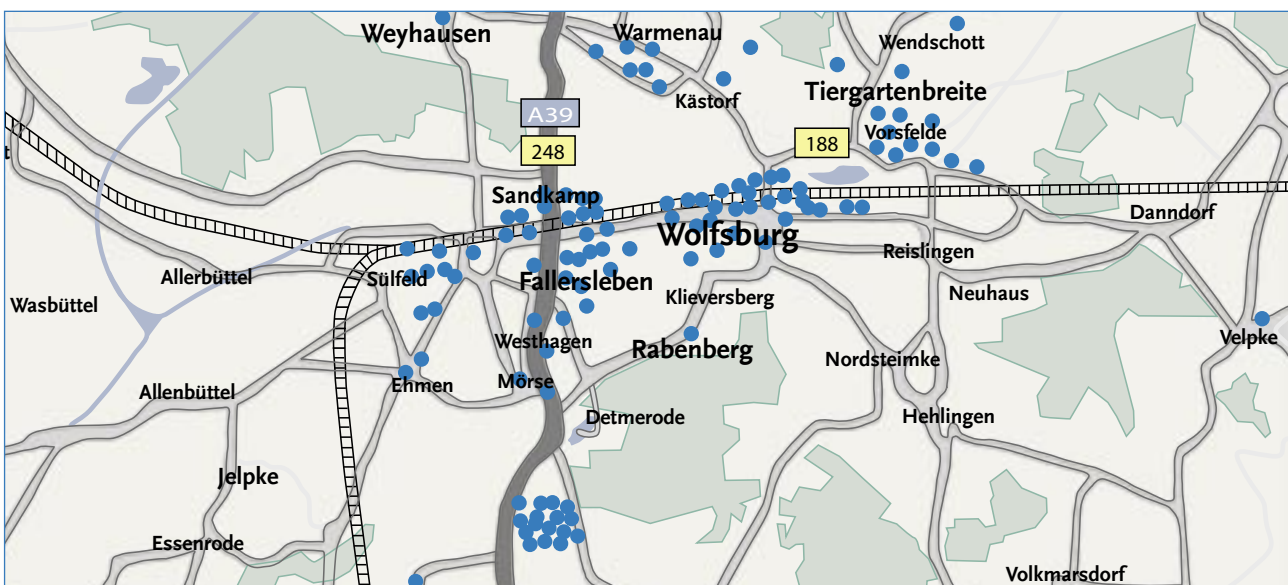 Weyhausen
Warmenau
Wendschott
Tiergartenbreite
Kästorf
A39
248
188
Vorsfelde
t
Sandkamp
Danndorf
Wolfsburg
Reislingen
Allerbüttel
Sülfeld
Fallersleben
Neuhaus
Wasbüttel
Klieversberg
Westhagen
Rabenberg
Velpke
Nordsteimke
Ehmen
Mörse
Allenbüttel
Detmerode
Hehlingen
Jelpke
Essenrode
Volkmarsdorf